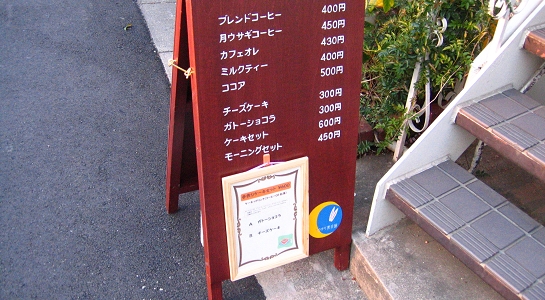 ブレンドコーヒー 400円
月ウサギコーヒー 450円
カフェオレ 430円
ミルクティー 400円
ココア 500円
チーズケーキ 300円
ガトーショコラ 300円
ケーキセット 600円
モーニングセット 450円
A. ガトーショコラ
B. チーズケーキ